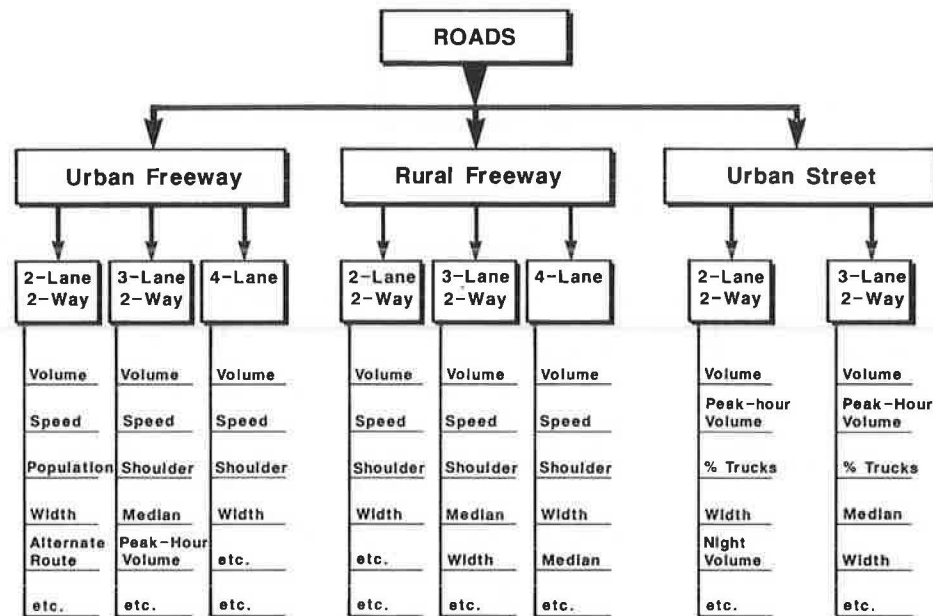 ROADS
Urban Freeway
Rural Freeway
Urban Street
2-Lane
2-Way
3-Lane
2-Way
4-Lane
2-Lane
2-Way
3-Lane
2-Way
4-Lane
2-Lane
2-Way
3-Lane
2-Way
Volume
Speed
Population
Width
Alternate
Route
etc.
Volume
Speed
Shoulder
Median
Peak-Hour
Volume
etc.
Volume
Speed
Shoulder
Width
etc.
etc.
Volume
Speed
Shoulder
Width
etc.
etc.
Volume
Speed
Shoulder
Median
Width
etc.
Volume
Speed
Shoulder
Width
Median
etc.
Volume
Peak-hour
Volume
% Trucks
Width
Night
Volume
etc.
Volume
Peak-Hour
Volume
% Trucks
Median
Width
etc.